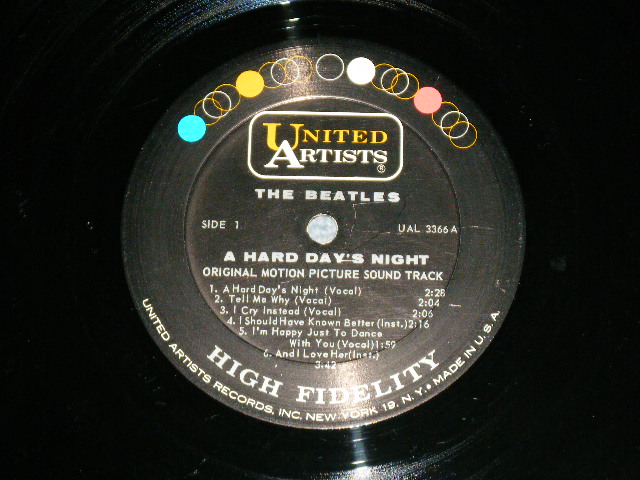 UNITED
ARTISTS ®
THE BEATLES
SIDE 1
UAL 3366 A
A HARD DAY'S NIGHT
ORIGINAL MOTION PICTURE SOUND TRACK
1. A Hard Day's Night (Vocal) 2:28
2. Tell Me Why (Vocal) 2:04
3. I Cry Instead (Vocal) 2:06
4. I Should Have Known Better (Inst.) 2:16
5. I'm Happy Just To Dance
With You (Vocal) 1:59
6. And I Love Her (Inst.)
3:42
HIGH FIDELITY
UNITED ARTISTS RECORDS, INC. NEW YORK 19, N.Y. • MADE IN U.S.A.